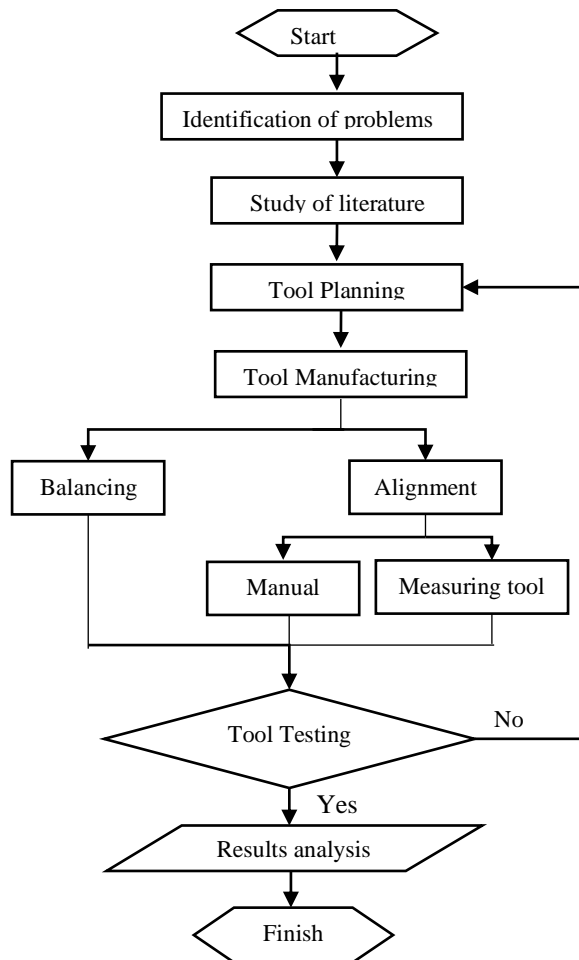 Start
Identification of problems
Study of literature
Tool Planning
Tool Manufacturing
Balancing
Alignment
Manual
Measuring tool
Tool Testing
No
Yes
Results analysis
Finish